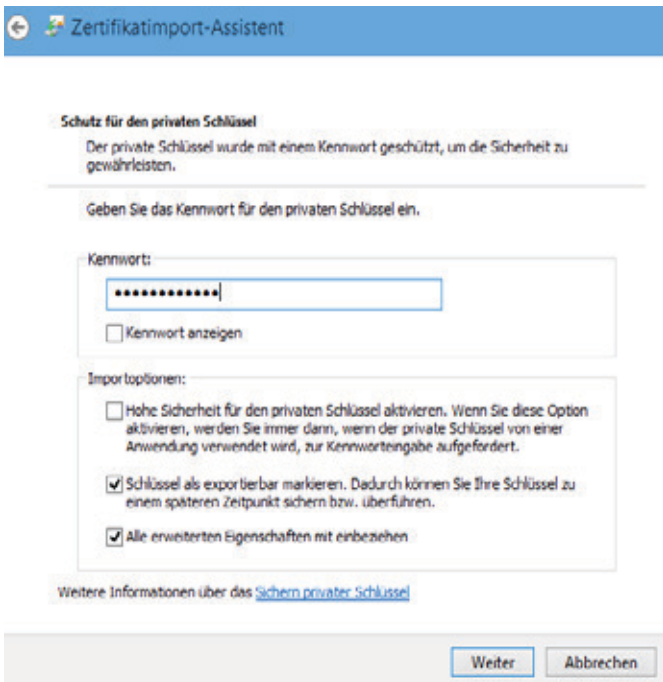 Zertifikatimport-Assistent
Schutz für den privaten Schlüssel
Der private Schlüssel wurde mit einem Kennwort geschützt, um die Sicherheit zu
gewährleisten.
Geben Sie das Kennwort für den privaten Schlüssel ein.
Kennwort:
••••••••••••
Kennwort anzeigen
Importoptionen:
Hohe Sicherheit für den privaten Schlüssel aktivieren. Wenn Sie diese Option
aktivieren, werden Sie immer dann, wenn der private Schlüssel von einer
Anwendung verwendet wird, zur Kennworteingabe aufgefordert.
Schlüssel als exportierbar markieren. Dadurch können Sie Ihre Schlüssel zu
einem späteren Zeitpunkt sichern bzw. überführen.
Alle erweiterten Eigenschaften mit einbeziehen
Weitere Informationen über das Sichern privater Schlüssel
Weiter Abbrechen